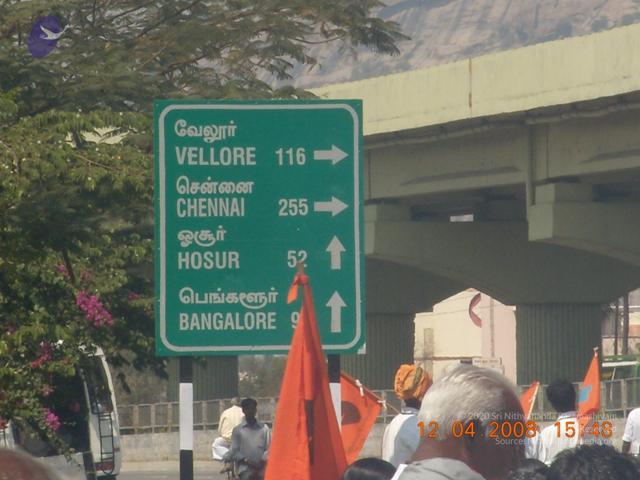 வேலூர்
VELLORE 116
சென்னை
CHENNAI 255
ஓசூர்
HOSUR 52
பெங்களூர்
BANGALORE
12 04 2008 15:48